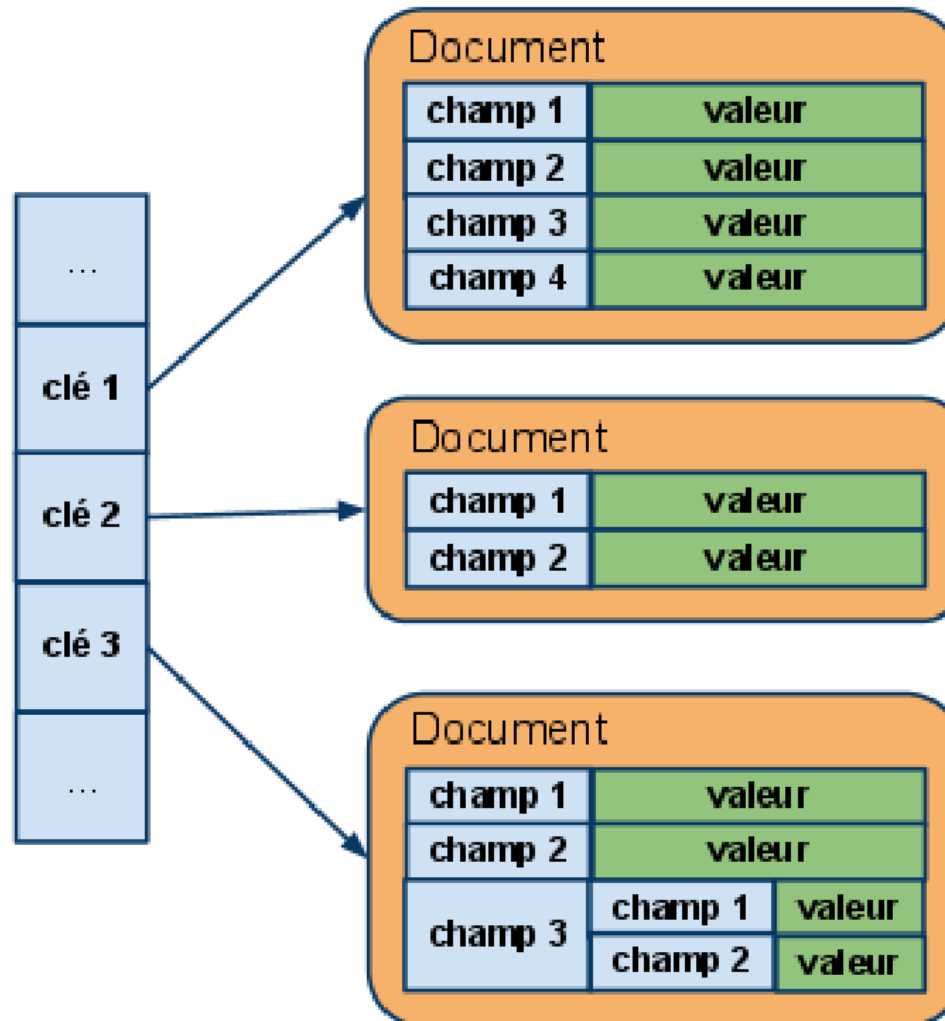 ...
clé 1
clé 2
clé 3
...
Document
champ 1 valeur
champ 2 valeur
champ 3 valeur
champ 4 valeur
Document
champ 1 valeur
champ 2 valeur
Document
champ 1 valeur
champ 2 valeur
champ 3 champ 1 valeur
champ 2 valeur